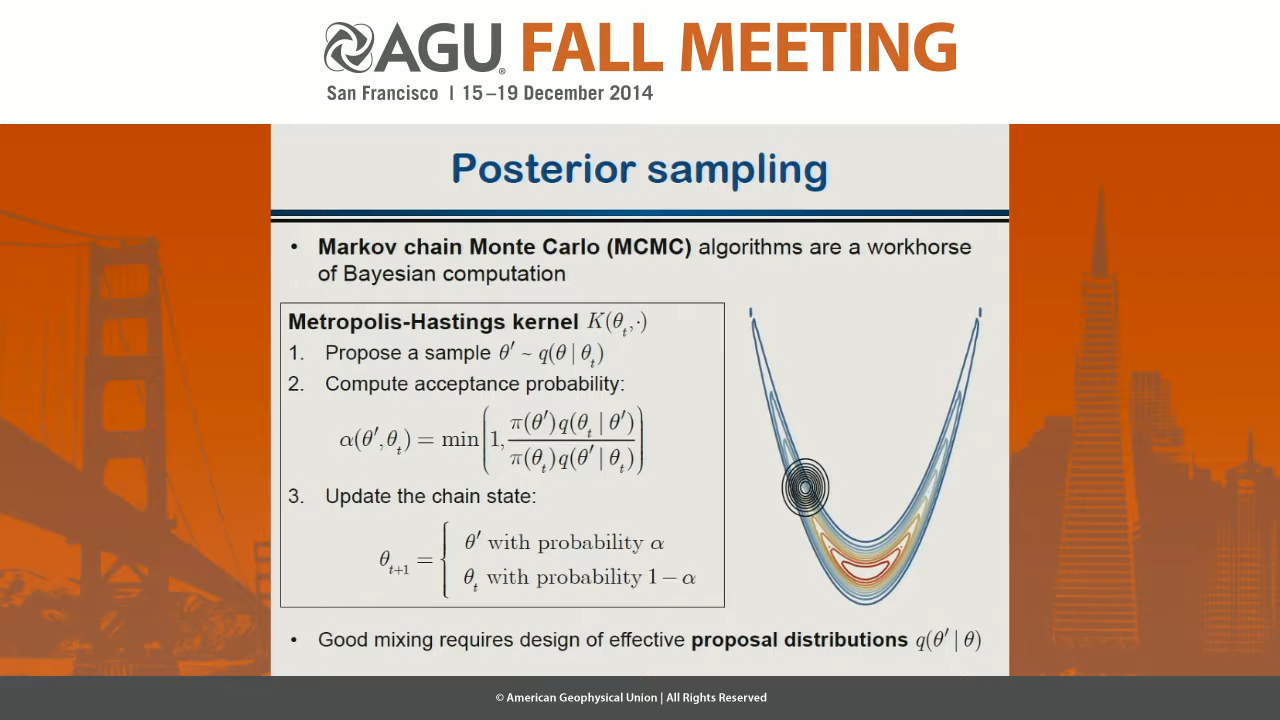 AGU FALL MEETING
San Francisco | 15–19 December 2014
Posterior sampling
• Markov chain Monte Carlo (MCMC) algorithms are a workhorse
of Bayesian computation
Metropolis-Hastings kernel K(θ_t,·)
1. Propose a sample θ′ ~ q(θ | θ_t)
2. Compute acceptance probability:
α(θ′,θ_t) = min(1, π(θ′)q(θ_t | θ′) / π(θ_t)q(θ′ | θ_t))
3. Update the chain state:
θ_{t+1} = { θ′ with probability α
θ_t with probability 1 − α
• Good mixing requires design of effective proposal distributions q(θ′ | θ)
© American Geophysical Union | All Rights Reserved